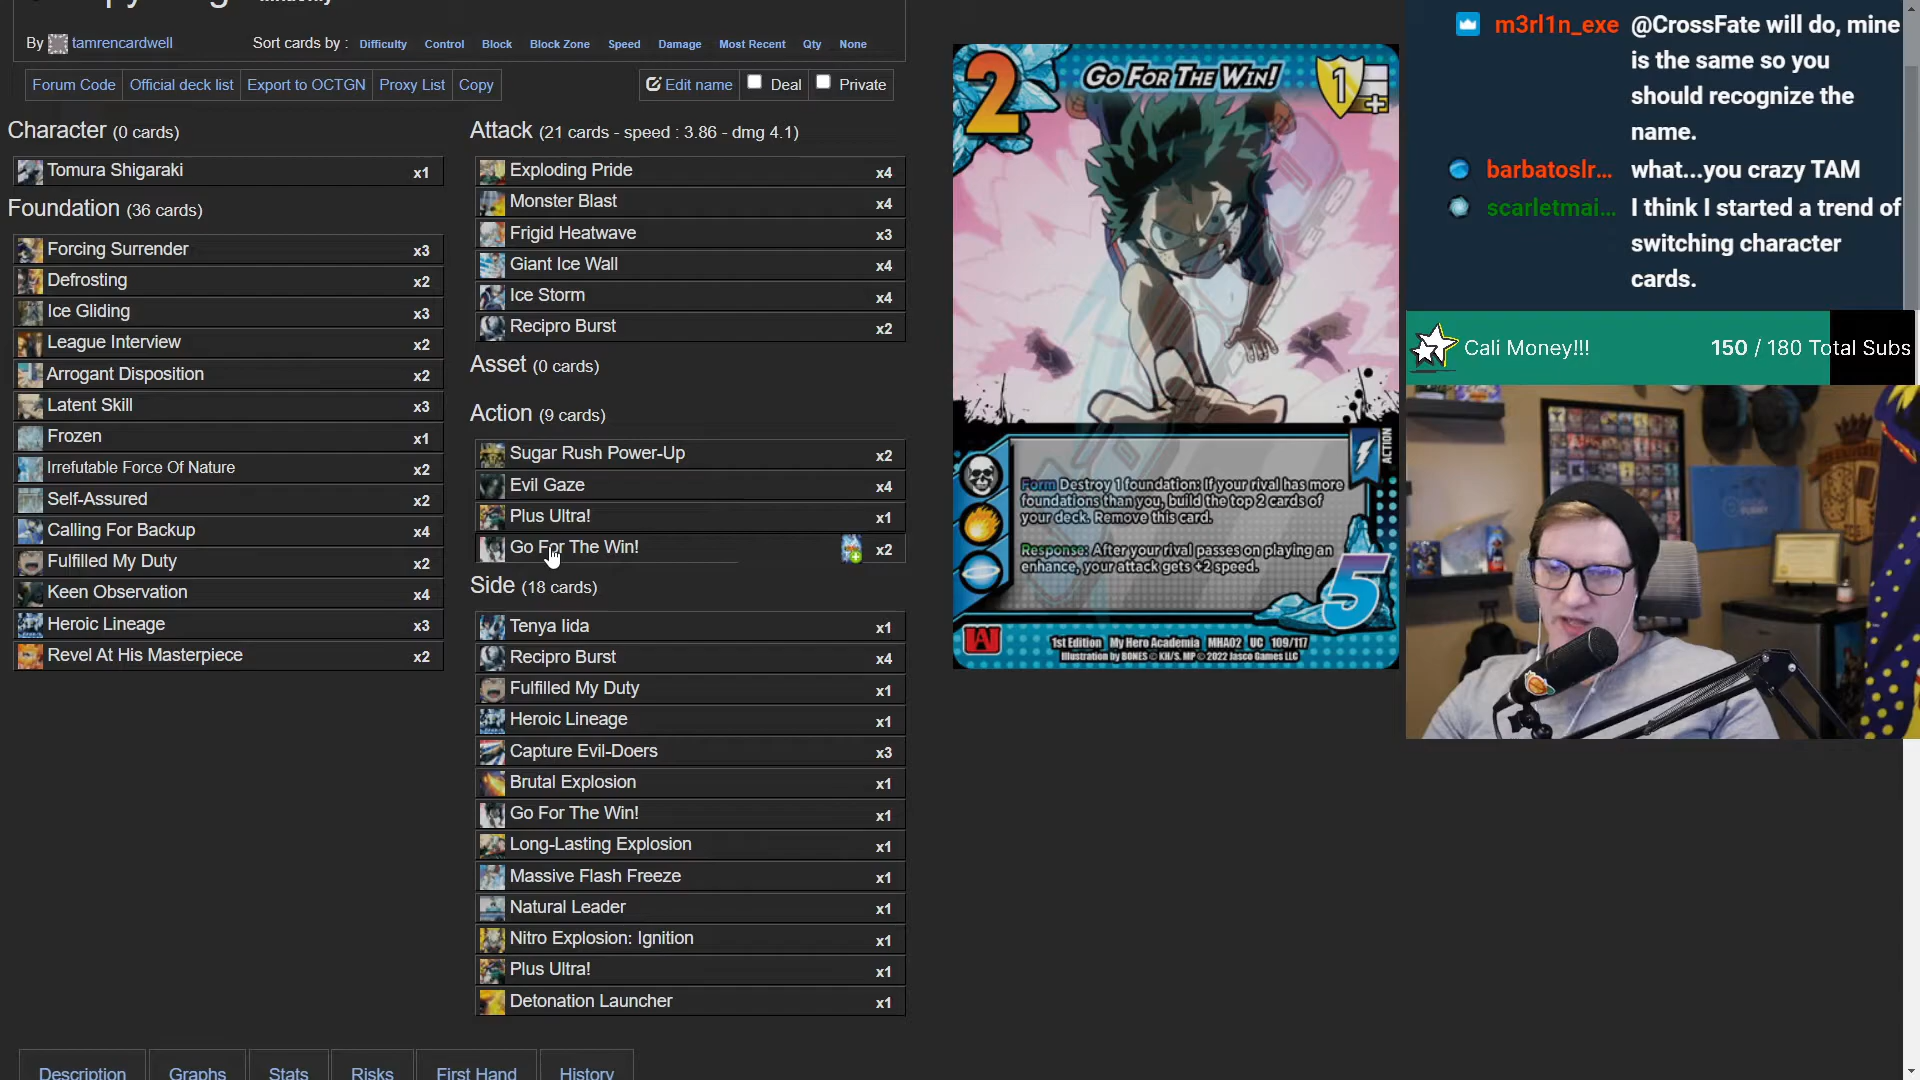 By tamrencardwell
Sort cards by : Difficulty Control Block Block Zone Speed Damage Most Recent Qty None
Forum Code Official deck list Export to OCTGN Proxy List Copy Edit name Deal Private
Character (0 cards)
Tomura Shigaraki x1
Foundation (36 cards)
Forcing Surrender x3
Defrosting x2
Ice Gliding x3
League Interview x2
Arrogant Disposition x2
Latent Skill x3
Frozen x1
Irrefutable Force Of Nature x2
Self-Assured x2
Calling For Backup x4
Fulfilled My Duty x2
Keen Observation x4
Heroic Lineage x3
Revel At His Masterpiece x2
Attack (21 cards - speed : 3.86 - dmg 4.1)
Exploding Pride x4
Monster Blast x4
Frigid Heatwave x3
Giant Ice Wall x4
Ice Storm x4
Recipro Burst x2
Asset (0 cards)
Action (9 cards)
Sugar Rush Power-Up x2
Evil Gaze x4
Plus Ultra! x1
Go For The Win! x2
Side (18 cards)
Tenya Iida x1
Recipro Burst x4
Fulfilled My Duty x1
Heroic Lineage x1
Capture Evil-Doers x3
Brutal Explosion x1
Go For The Win! x1
Long-Lasting Explosion x1
Massive Flash Freeze x1
Natural Leader x1
Nitro Explosion: Ignition x1
Plus Ultra! x1
Detonation Launcher x1
Description Graphs Stats Risks First Hand History
2 Go For The Win! 1 +
ACTION
Form Destroy 1 foundation: If your rival has more
foundations than you, build the top 2 cards of
your deck. Remove this card.
Response: After your rival passes on playing an
enhance, your attack gets +2 speed.
5
1st Edition My Hero Academia MHA02 UC 109/117
Illustration by BONES © KH/S. MP © 2022 Jasco Games LLC
m3rl1n_exe @CrossFate will do, mine
is the same so you
should recognize the
name.
barbatoslr... what...you crazy TAM
scarletmai... I think I started a trend of
switching character
cards.
Cali Money!!! 150 / 180 Total Subs